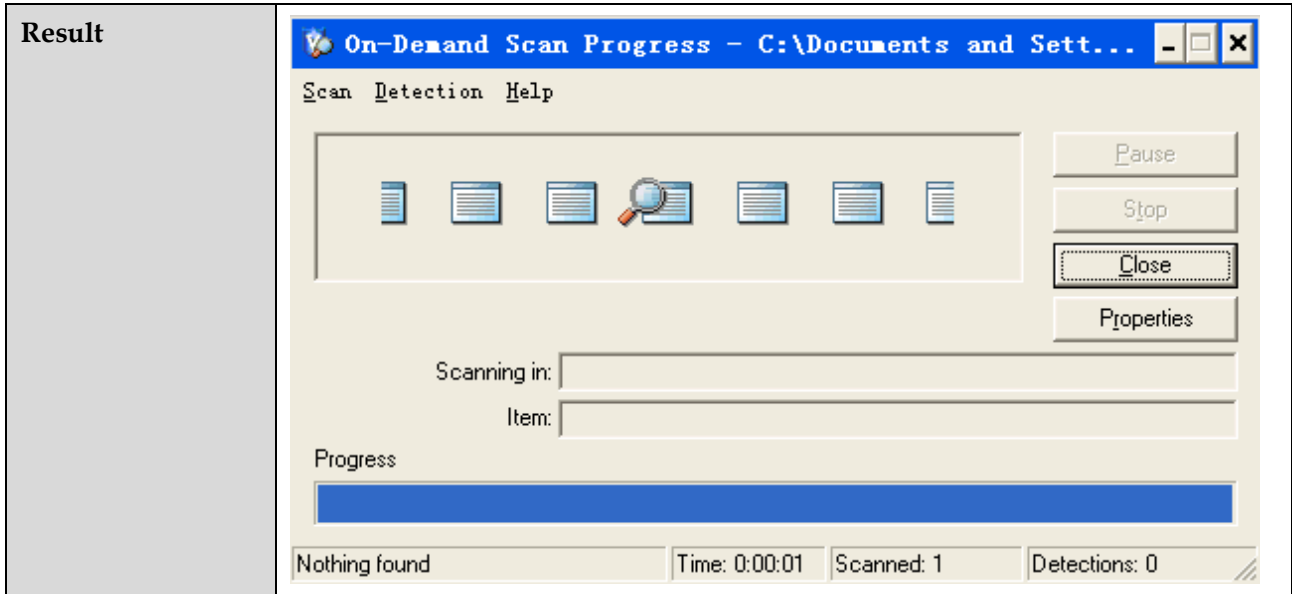 Result
On-Demand Scan Progress - C:\Documents and Sett...
Scan Detection Help
Pause
Stop
Close
Properties
Scanning in:
Item:
Progress
Nothing found Time: 0:00:01 Scanned: 1 Detections: 0